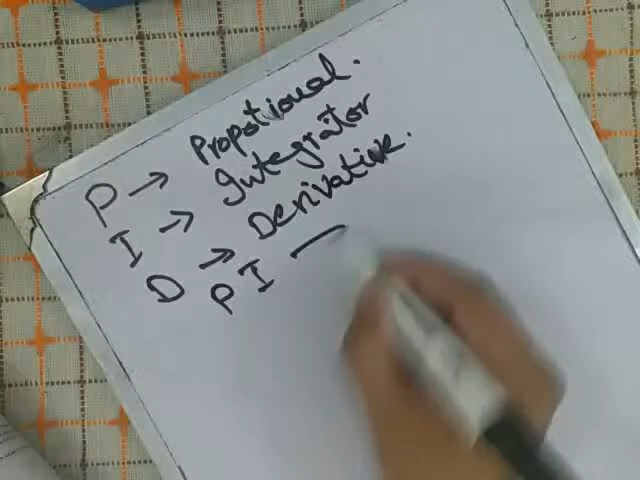 P → Propotional.
I → Integrator
D → Derivative.
PI —